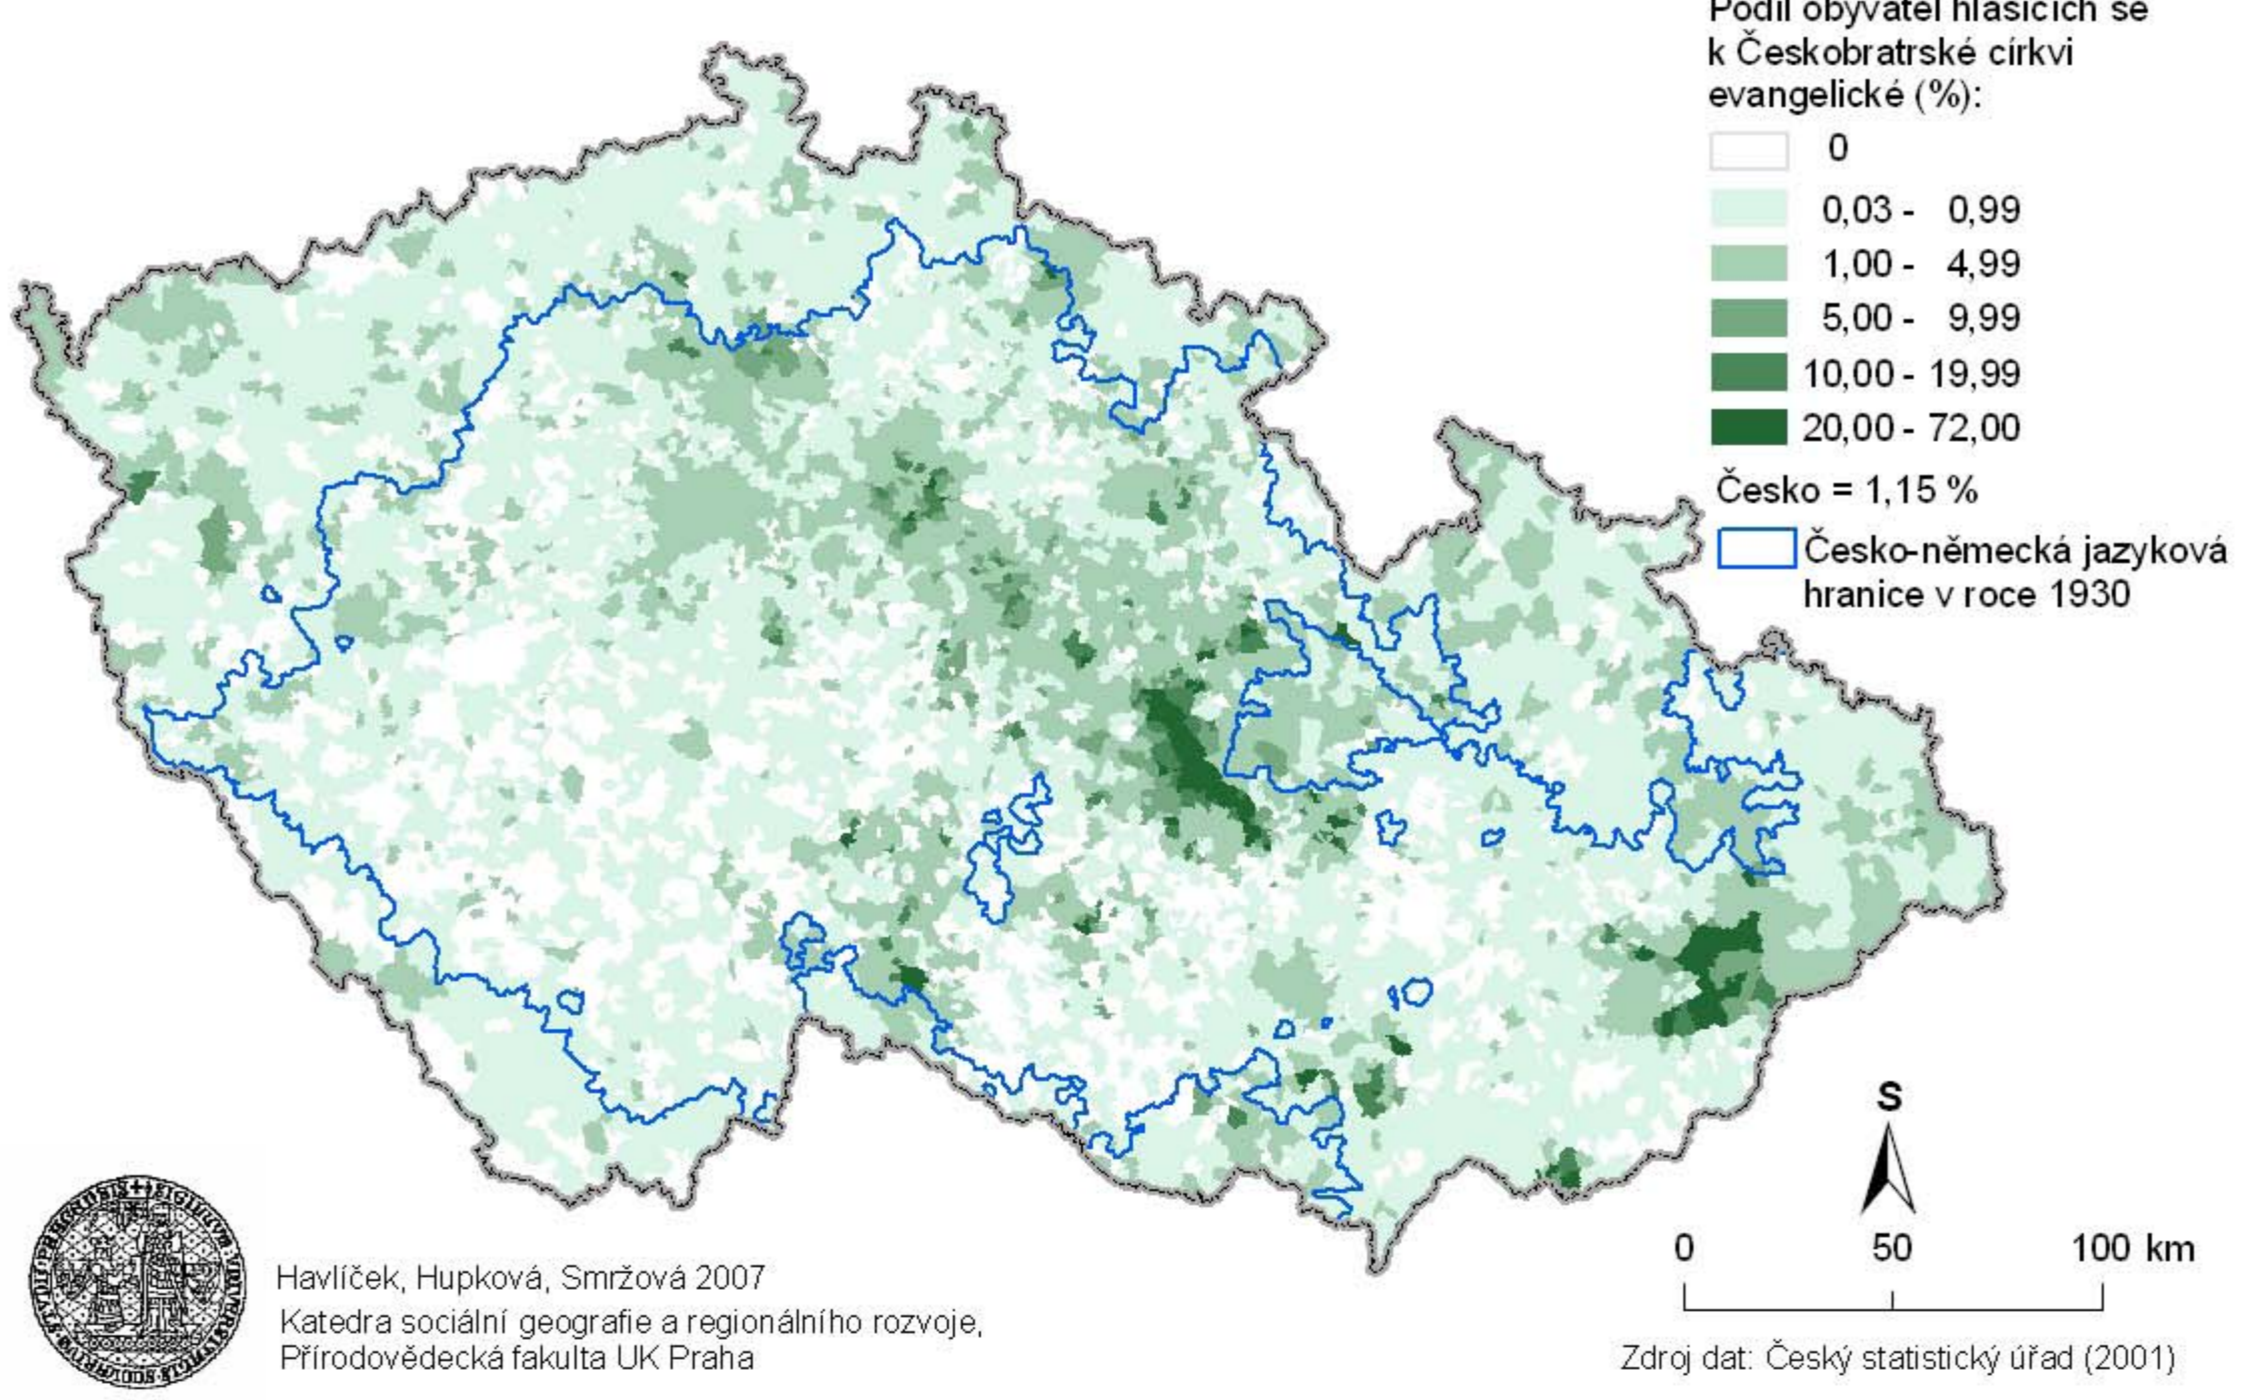 Podíl obyvatel hlásících se
k Českobratrské církvi
evangelické (%):
0
0,03 - 0,99
1,00 - 4,99
5,00 - 9,99
10,00 - 19,99
20,00 - 72,00
Česko = 1,15 %
Česko-německá jazyková
hranice v roce 1930
S
0 50 100 km
Havlíček, Hupková, Smržová 2007
Katedra sociální geografie a regionálního rozvoje,
Přírodovědecká fakulta UK Praha
Zdroj dat: Český statistický úřad (2001)